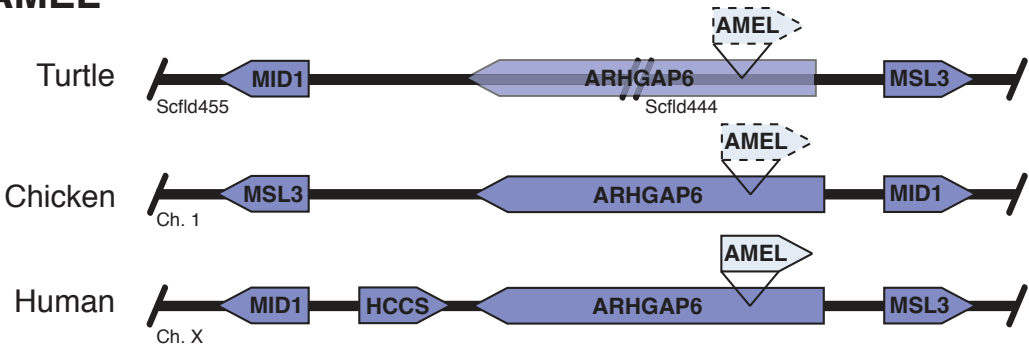 AMEL
AMEL
Turtle MID1 ARHGAP6 MSL3
Scfld455 Scfld444
AMEL
Chicken MSL3 ARHGAP6 MID1
Ch. 1
AMEL
Human MID1 HCCS ARHGAP6 MSL3
Ch. X